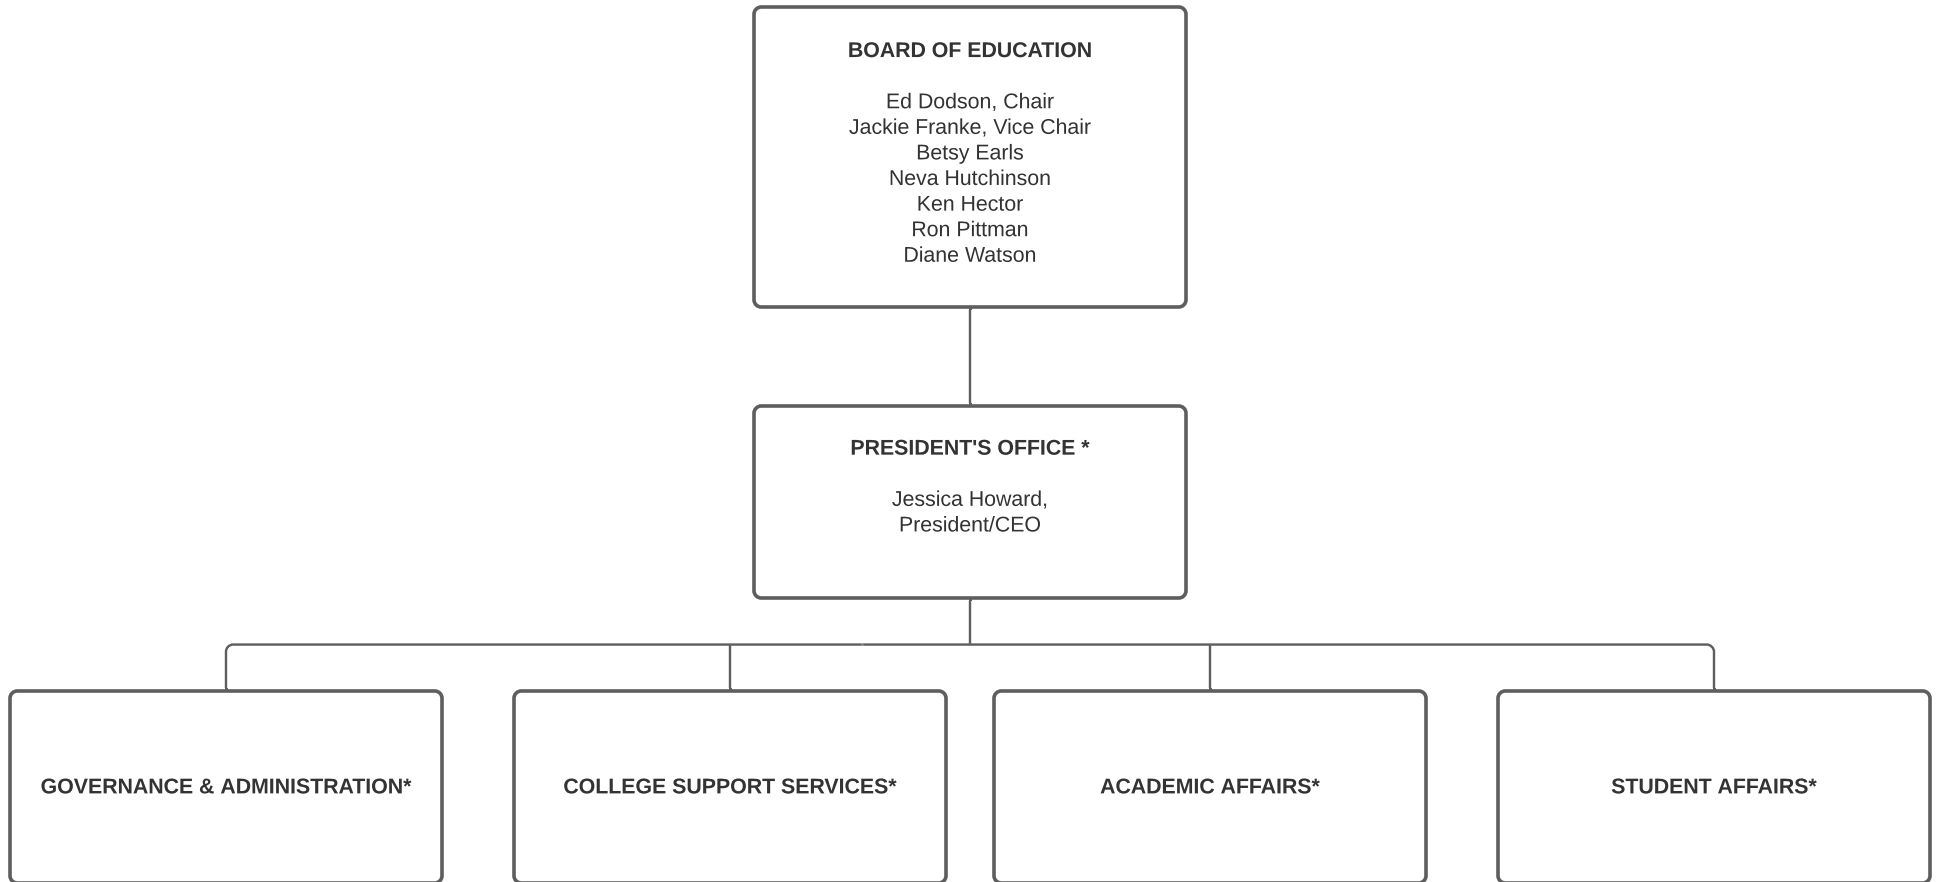 BOARD OF EDUCATION
Ed Dodson, Chair
Jackie Franke, Vice Chair
Betsy Earls
Neva Hutchinson
Ken Hector
Ron Pittman
Diane Watson
PRESIDENT'S OFFICE *
Jessica Howard,
President/CEO
GOVERNANCE & ADMINISTRATION*
COLLEGE SUPPORT SERVICES*
ACADEMIC AFFAIRS*
STUDENT AFFAIRS*